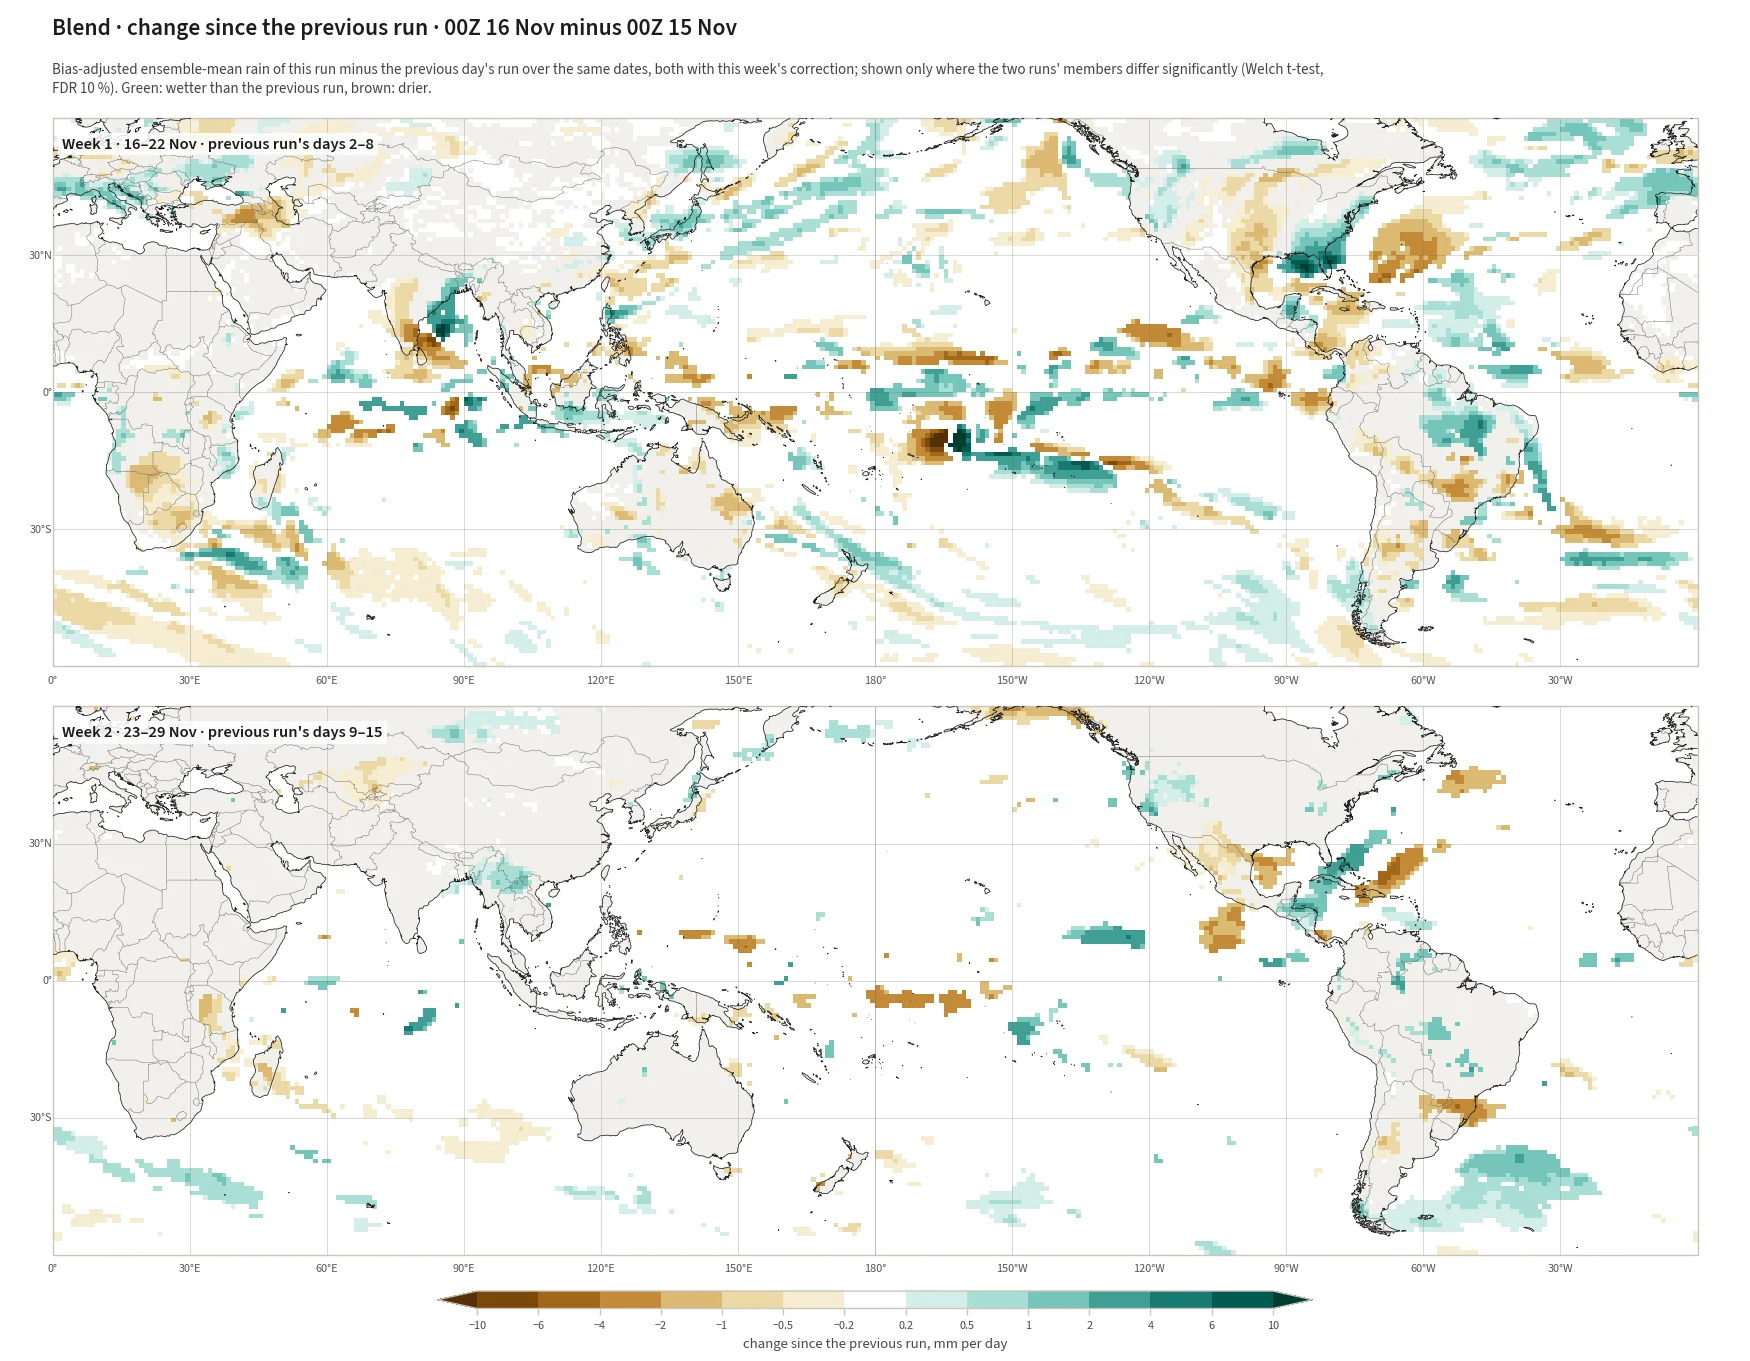 Blend · change since the previous run · 00Z 16 Nov minus 00Z 15 Nov
Bias-adjusted ensemble-mean rain of this run minus the previous day's run over the same dates, both with this week's correction; shown only where the two runs' members differ significantly (Welch t-test,
FDR 10 %). Green: wetter than the previous run, brown: drier.
Week 1 · 16–22 Nov · previous run's days 2–8
30°N
0°
30°S
0° 30°E 60°E 90°E 120°E 150°E 180° 150°W 120°W 90°W 60°W 30°W
Week 2 · 23–29 Nov · previous run's days 9–15
30°N
0°
30°S
0° 30°E 60°E 90°E 120°E 150°E 180° 150°W 120°W 90°W 60°W 30°W
−10 −6 −4 −2 −1 −0.5 −0.2 0.2 0.5 1 2 4 6 10
change since the previous run, mm per day